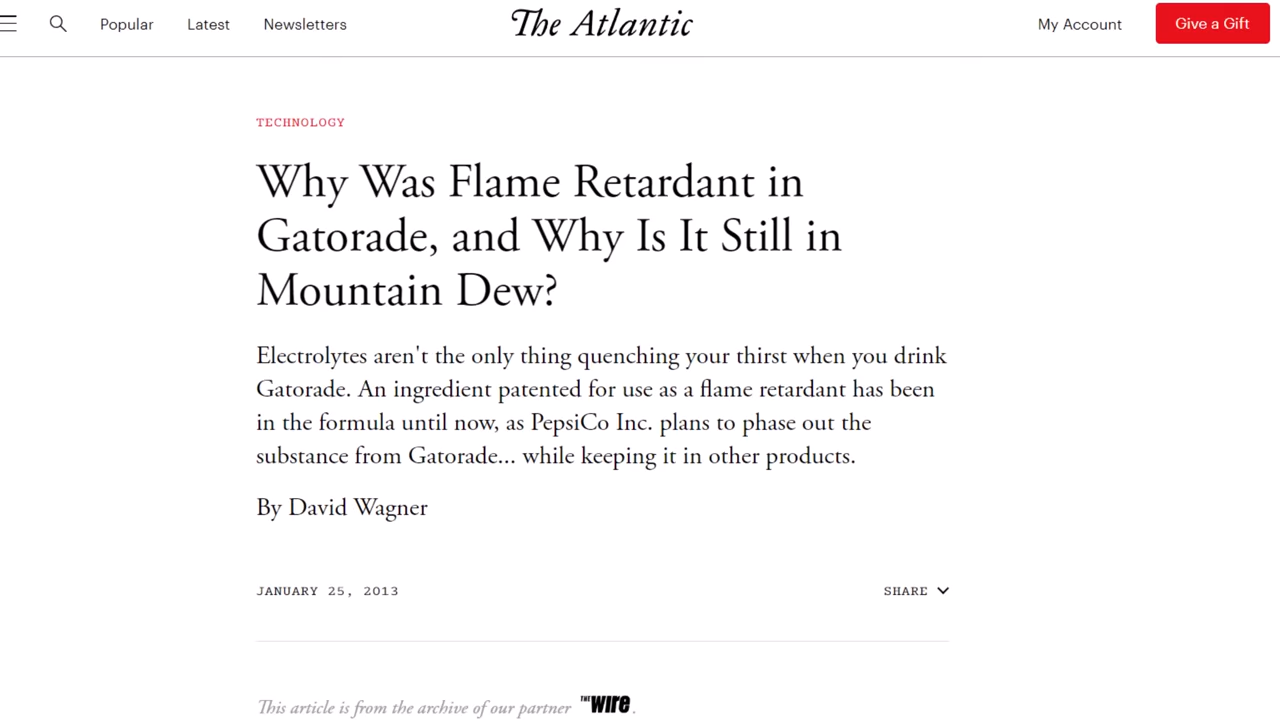 Popular Latest Newsletters The Atlantic My Account Give a Gift
TECHNOLOGY
Why Was Flame Retardant in
Gatorade, and Why Is It Still in
Mountain Dew?
Electrolytes aren't the only thing quenching your thirst when you drink
Gatorade. An ingredient patented for use as a flame retardant has been
in the formula until now, as PepsiCo Inc. plans to phase out the
substance from Gatorade... while keeping it in other products.
By David Wagner
JANUARY 25, 2013 SHARE
This article is from the archive of our partner THE WIRE.